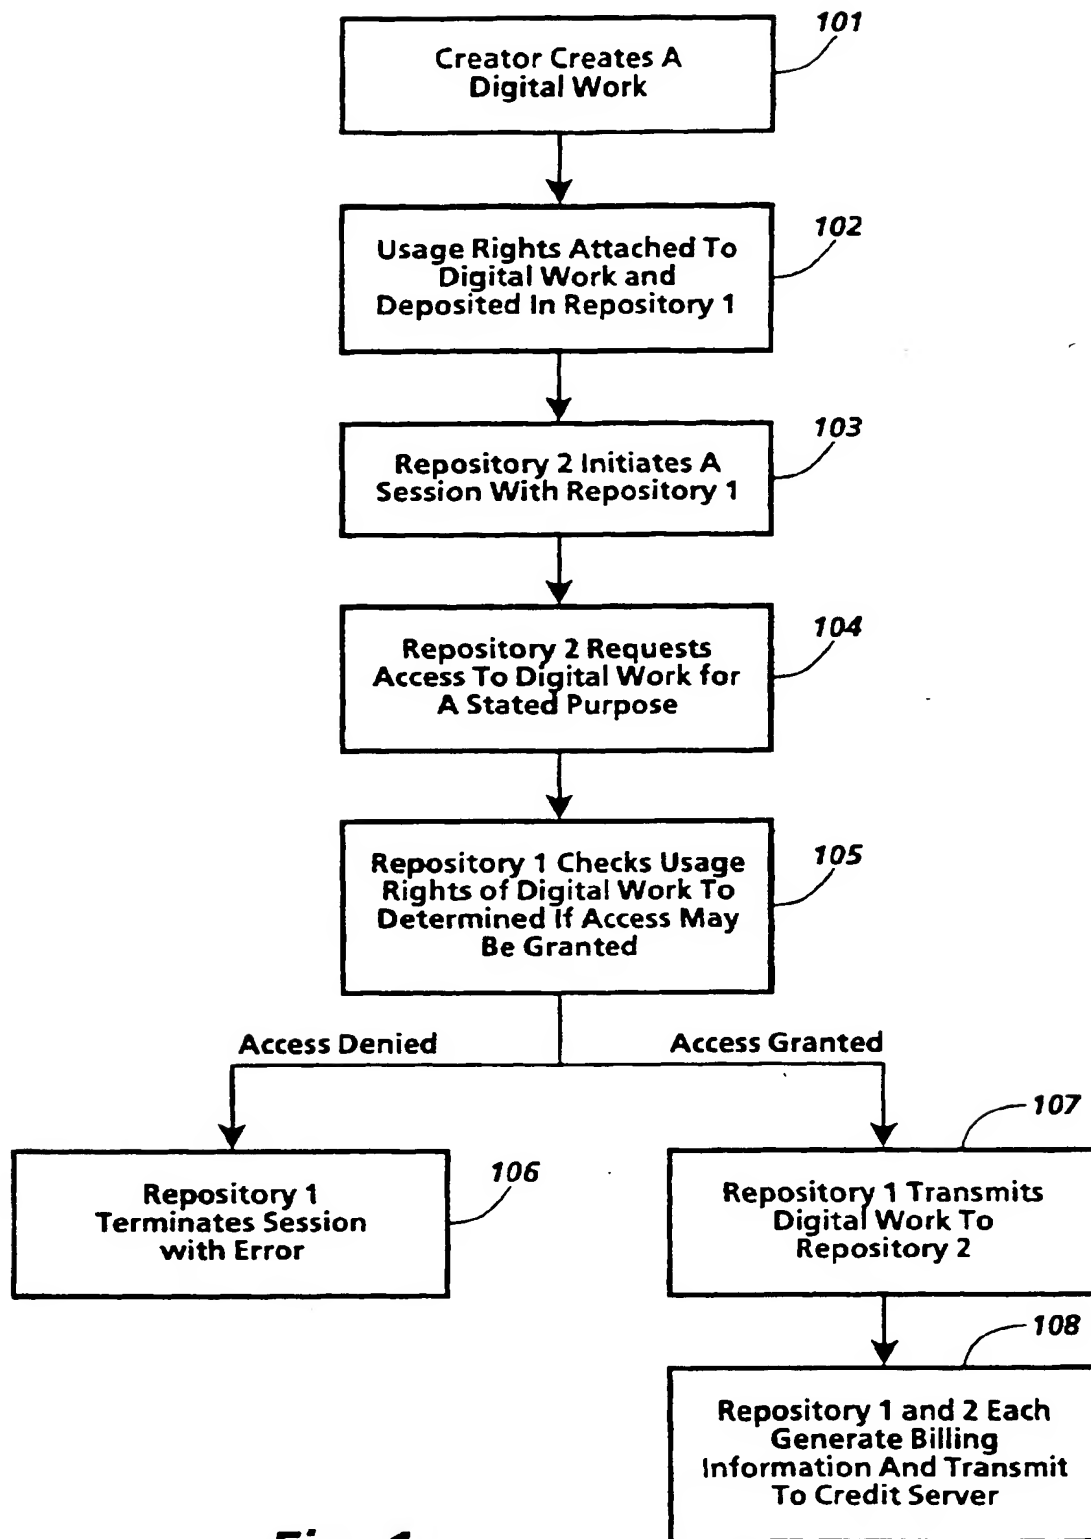 101
Creator Creates A
Digital Work
102
Usage Rights Attached To
Digital Work and
Deposited In Repository 1
103
Repository 2 Initiates A
Session With Repository 1
104
Repository 2 Requests
Access To Digital Work for
A Stated Purpose
105
Repository 1 Checks Usage
Rights of Digital Work To
Determined If Access May
Be Granted
Access Denied
Access Granted
106
Repository 1
Terminates Session
with Error
107
Repository 1 Transmits
Digital Work To
Repository 2
108
Repository 1 and 2 Each
Generate Billing
Information And Transmit
To Credit Server